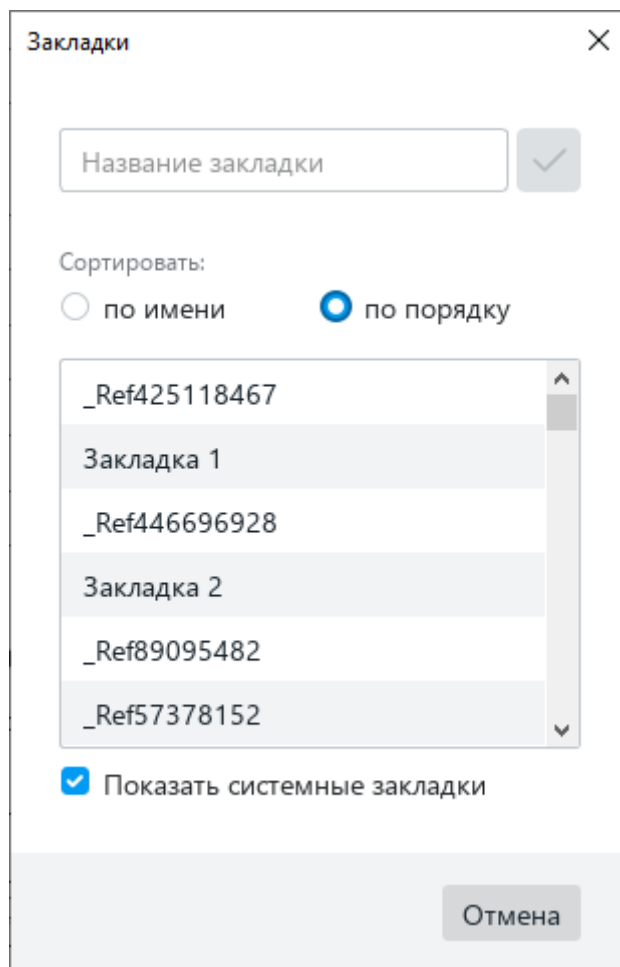 Закладки
Название закладки
Сортировать:
по имени по порядку
_Ref425118467
Закладка 1
_Ref446696928
Закладка 2
_Ref89095482
_Ref57378152
Показать системные закладки
Отмена